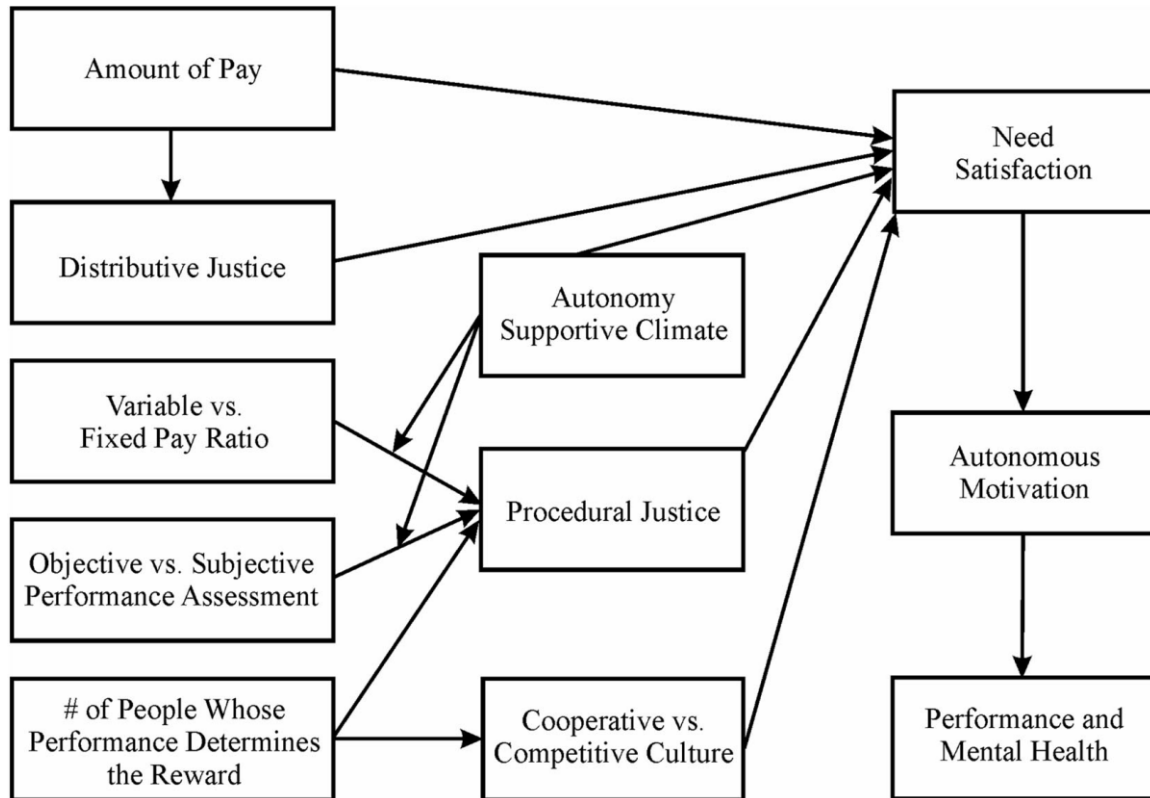 Amount of Pay
Need
Satisfaction
Distributive Justice
Autonomy
Supportive Climate
Variable vs.
Fixed Pay Ratio
Procedural Justice
Autonomous
Motivation
Objective vs. Subjective
Performance Assessment
# of People Whose
Performance Determines
the Reward
Cooperative vs.
Competitive Culture
Performance and
Mental Health